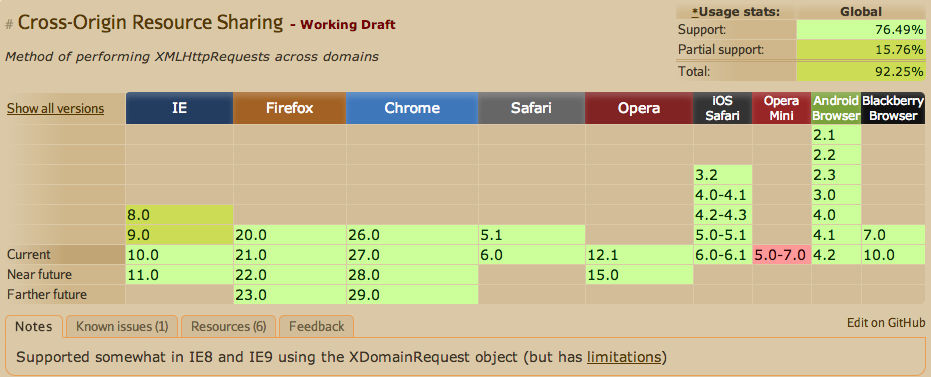 # Cross-Origin Resource Sharing - Working Draft
*Usage stats: Global
Support: 76.49%
Partial support: 15.76%
Total: 92.25%
Method of performing XMLHttpRequests across domains
Show all versions IE Firefox Chrome Safari Opera iOS Safari Opera Mini Android Browser Blackberry Browser
2.1
2.2
3.2 2.3
4.0-4.1 3.0
8.0 4.2-4.3 4.0
9.0 20.0 26.0 5.1 5.0-5.1 4.1 7.0
Current 10.0 21.0 27.0 6.0 12.1 6.0-6.1 5.0-7.0 4.2 10.0
Near future 11.0 22.0 28.0 15.0
Farther future 23.0 29.0
Notes Known issues (1) Resources (6) Feedback Edit on GitHub
Supported somewhat in IE8 and IE9 using the XDomainRequest object (but has limitations)